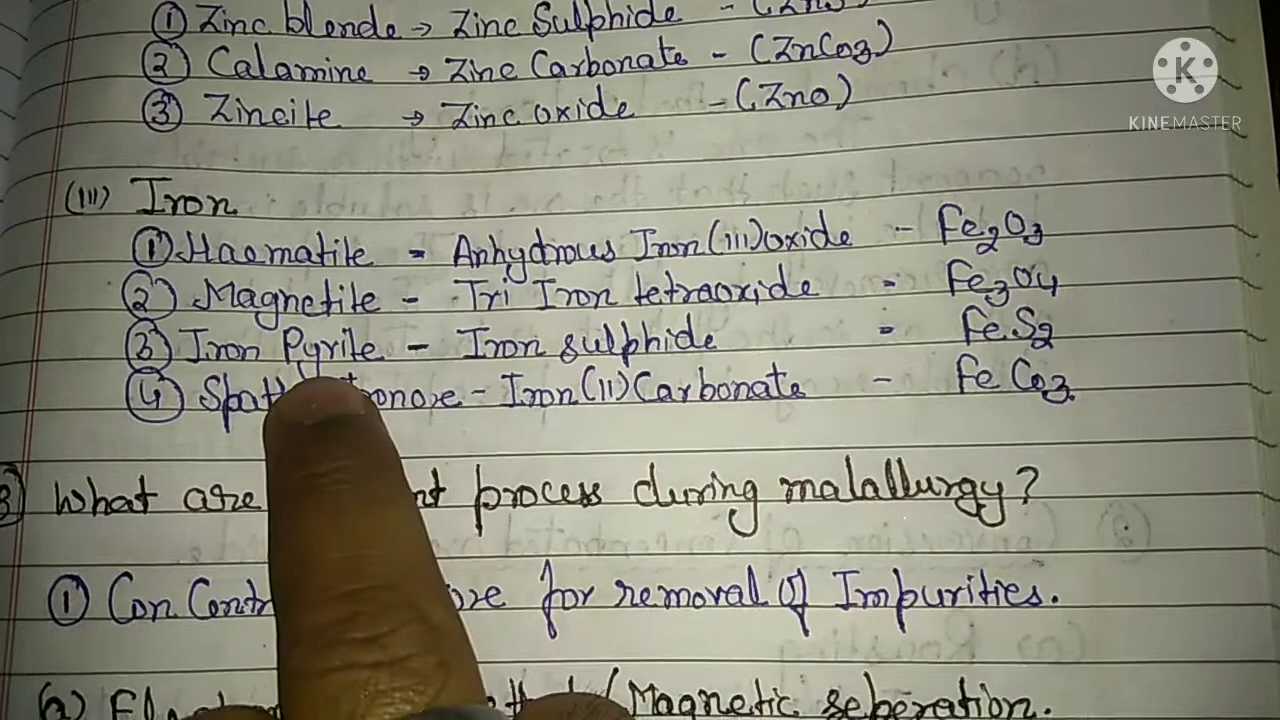 ① Zinc blende → Zinc Sulphide - (ZnS)
② Calamine → Zinc Carbonate - (ZnCo3)
③ Zincite → Zinc oxide - (Zno)
KINEMASTER
(III) Iron
① Haematite = Anhydrous Iron(III)oxide - Fe2O3
② Magnetite - Tri Iron tetraoxide - Fe3O4
③ Iron Pyrite - Iron sulphide = FeS2
④ Iron(II)Carbonate - FeCo3.
What are process during malallurgy?
① for removal of Impurities.
(a) /Magnetic seberation.